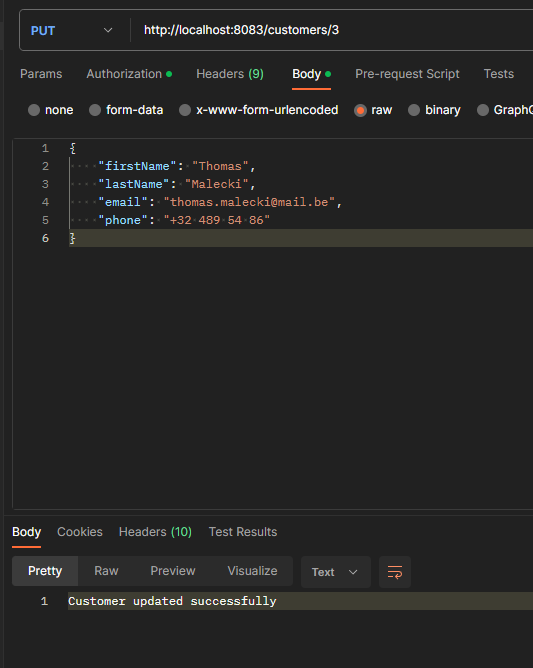 PUT http://localhost:8083/customers/3
Params Authorization Headers (9) Body Pre-request Script Tests
none form-data x-www-form-urlencoded raw binary GraphQ
1 {
2 "firstName": "Thomas",
3 "lastName": "Malecki",
4 "email": "thomas.malecki@mail.be",
5 "phone": "+32 489 54 86"
6 }
Body Cookies Headers (10) Test Results
Pretty Raw Preview Visualize Text
1 Customer updated successfully